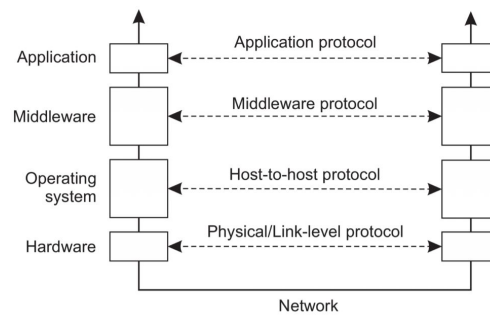 Application
Application protocol
Middleware
Middleware protocol
Operating
system
Host-to-host protocol
Hardware
Physical/Link-level protocol
Network